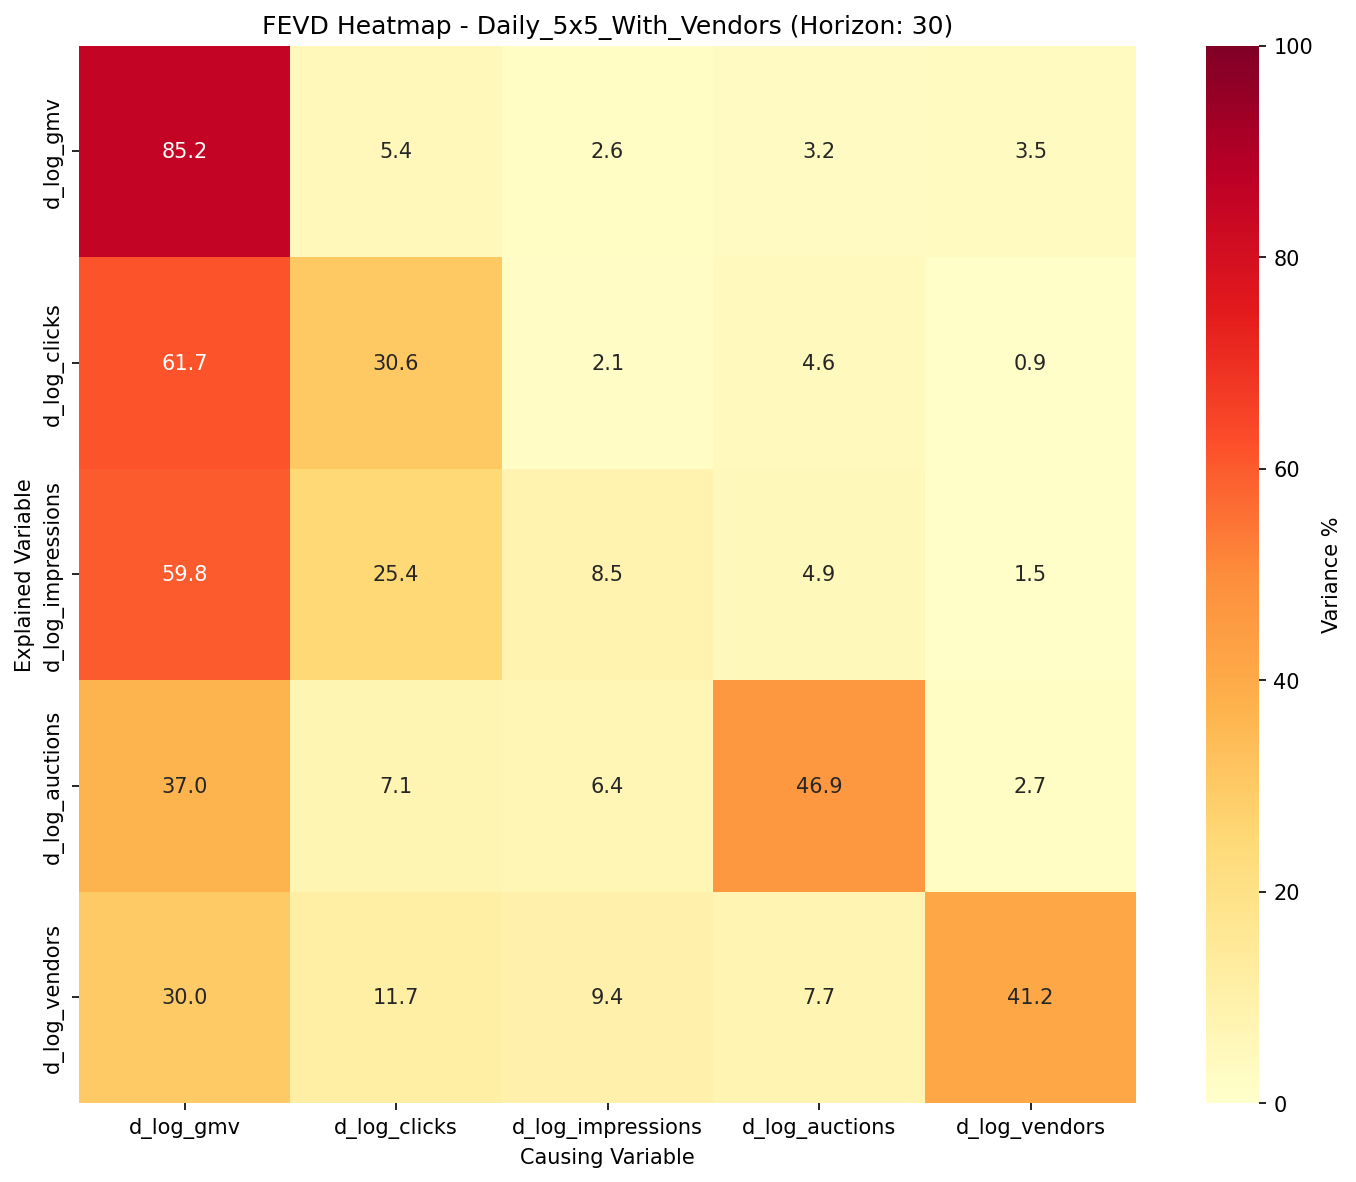 FEVD Heatmap - Daily_5x5_With_Vendors (Horizon: 30)
Explained Variable
d_log_gmv
85.2 5.4 2.6 3.2 3.5
d_log_clicks
61.7 30.6 2.1 4.6 0.9
d_log_impressions
59.8 25.4 8.5 4.9 1.5
d_log_auctions
37.0 7.1 6.4 46.9 2.7
d_log_vendors
30.0 11.7 9.4 7.7 41.2
d_log_gmv d_log_clicks d_log_impressions d_log_auctions d_log_vendors
Causing Variable
100
80
60
40
20
0
Variance %